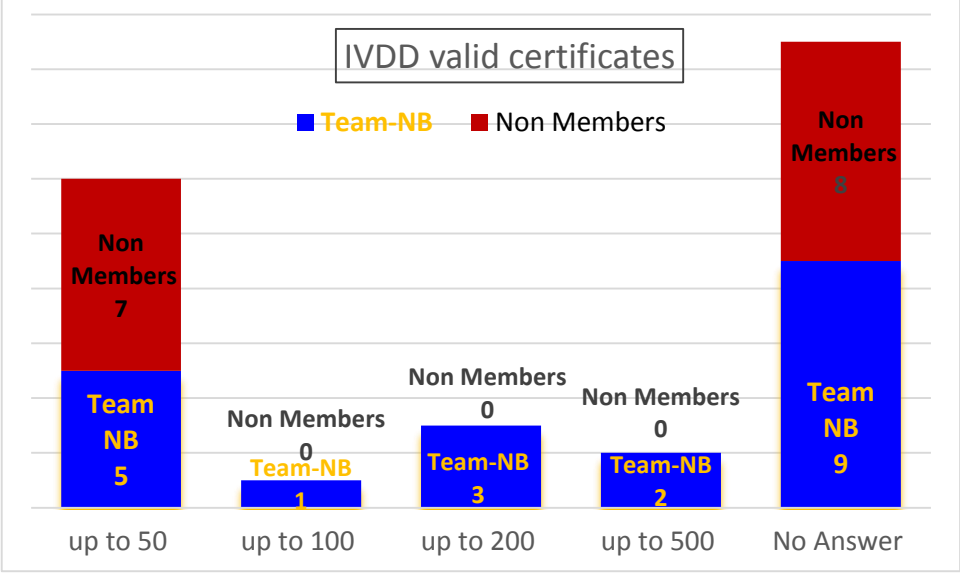 IVDD valid certificates
Team-NB
Non Members
Non
Members
8
Non
Members
7
Team
NB
5
Non Members
0
Team-NB
1
Non Members
0
Team-NB
3
Non Members
0
Team-NB
2
Team
NB
9
up to 50
up to 100
up to 200
up to 500
No Answer